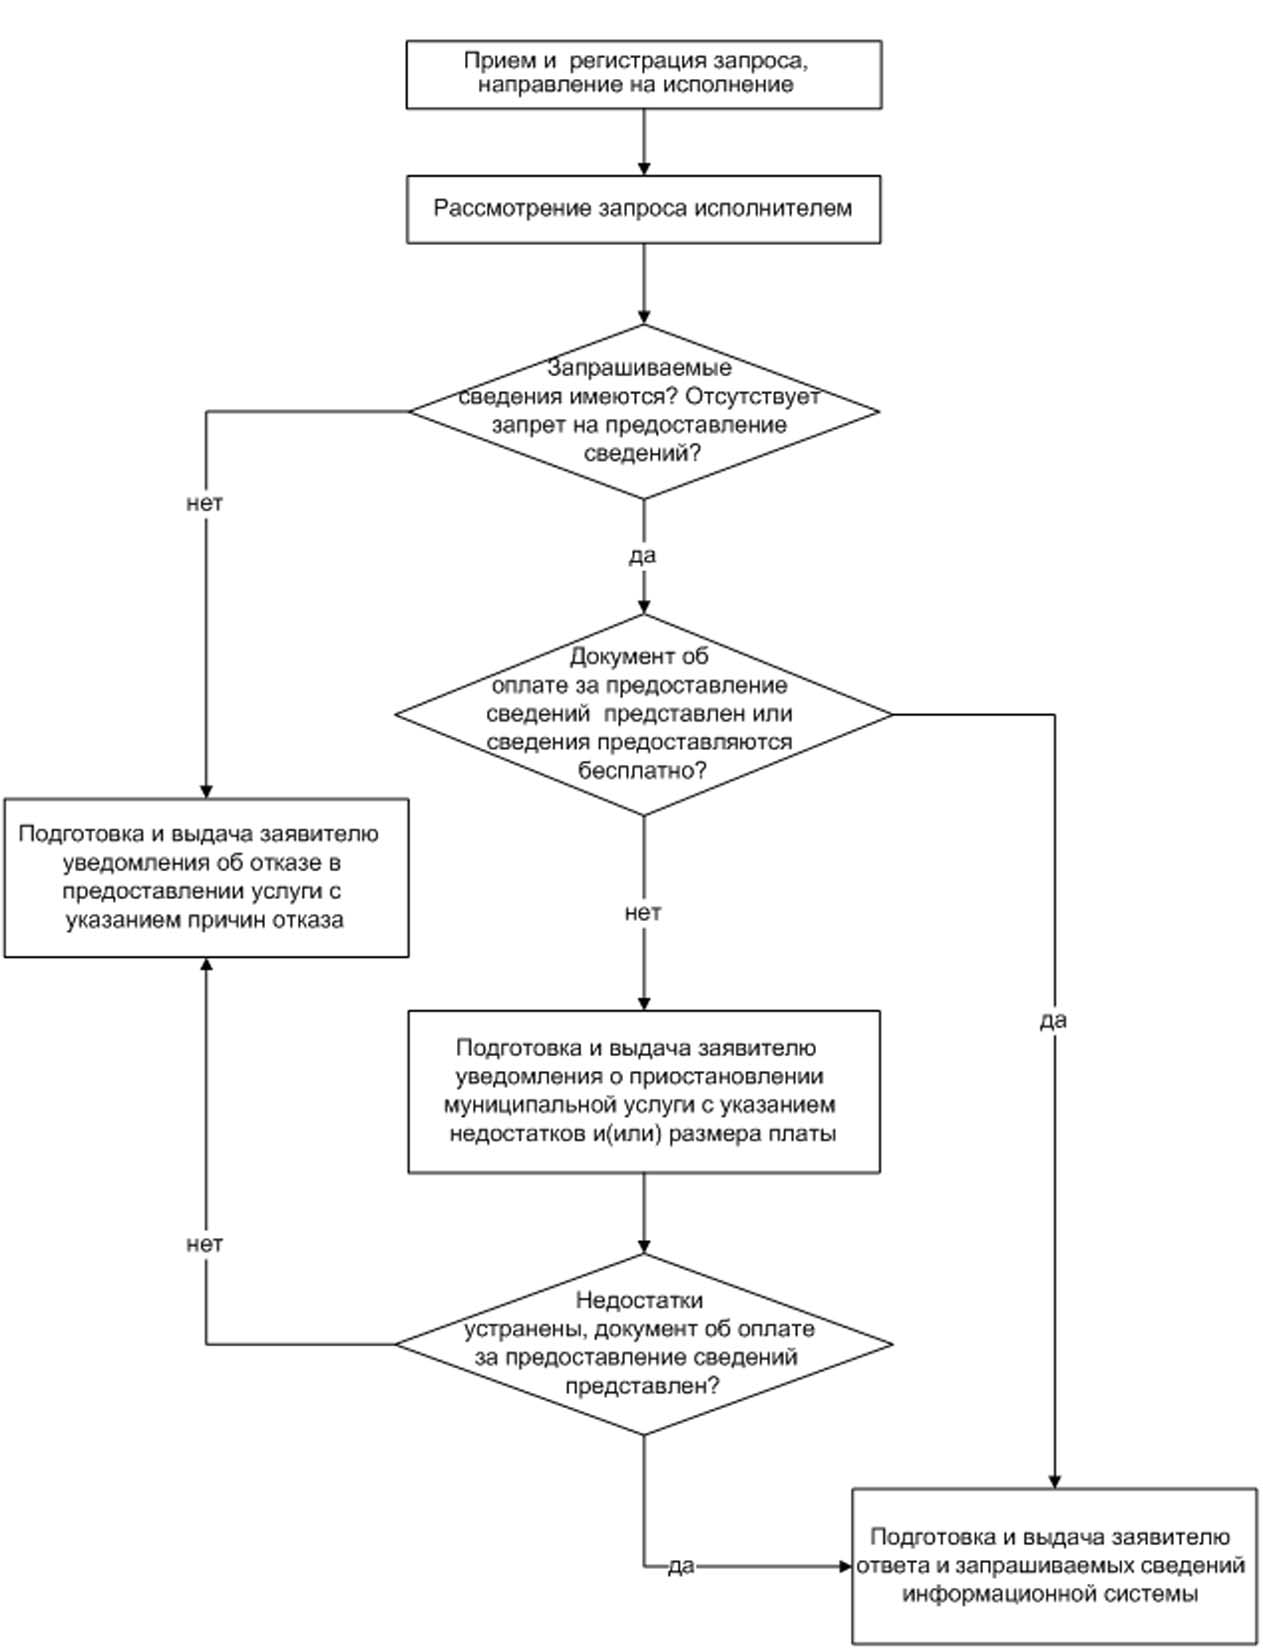 Прием и регистрация запроса,
направление на исполнение
Рассмотрение запроса исполнителем
Запрашиваемые
сведения имеются? Отсутствует
запрет на предоставление
сведений?
нет
да
Документ об
оплате за предоставление
сведений представлен или
сведения предоставляются
бесплатно?
Подготовка и выдача заявителю
уведомления об отказе в
предоставлении услуги с
указанием причин отказа
нет
да
Подготовка и выдача заявителю
уведомления о приостановлении
муниципальной услуги с указанием
недостатков и(или) размера платы
нет
Недостатки
устранены, документ об оплате
за предоставление сведений
представлен?
да
Подготовка и выдача заявителю
ответа и запрашиваемых сведений
информационной системы